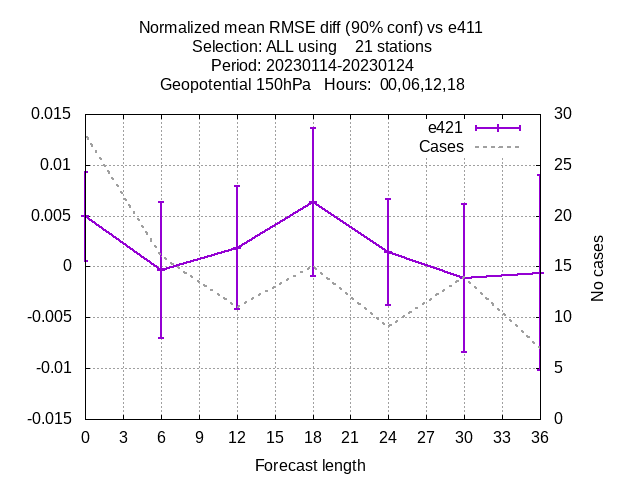 Normalized mean RMSE diff (90% conf) vs e411
Selection: ALL using    21 stations
Period: 20230114-20230124
Geopotential 150hPa   Hours:  00,06,12,18
0.015
0.01
0.005
0
-0.005
-0.01
-0.015
e421
Cases
30
25
20
15
10
5
0
No cases
0 3 6 9 12 15 18 21 24 27 30 33 36
Forecast length